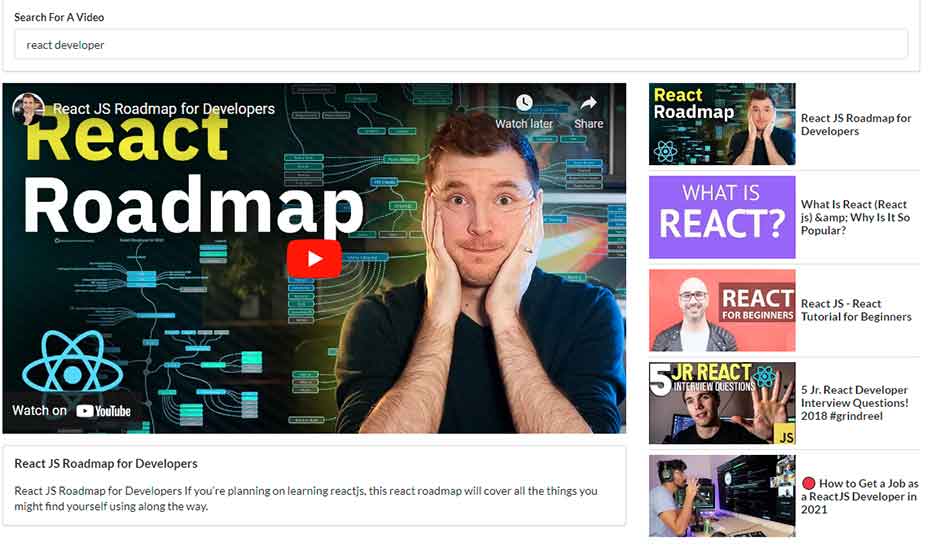 Search For A Video
react developer
React JS Roadmap for Developers
Watch later
Share
React
Roadmap
Watch on YouTube
React JS Roadmap for Developers
React JS Roadmap for Developers If you're planning on learning reactjs, this react roadmap will cover all the things you
might find yourself using along the way.
React
Roadmap
React JS Roadmap for
Developers
WHAT IS
REACT?
What Is React (React
js) &amp; Why Is It So
Popular?
REACT
FOR BEGINNERS
React JS - React
Tutorial for Beginners
5 JR REACT
INTERVIEW QUESTIONS
JS
5 Jr. React Developer
Interview Questions!
2018 #grindreel
How to Get a Job as
a ReactJS Developer in
2021